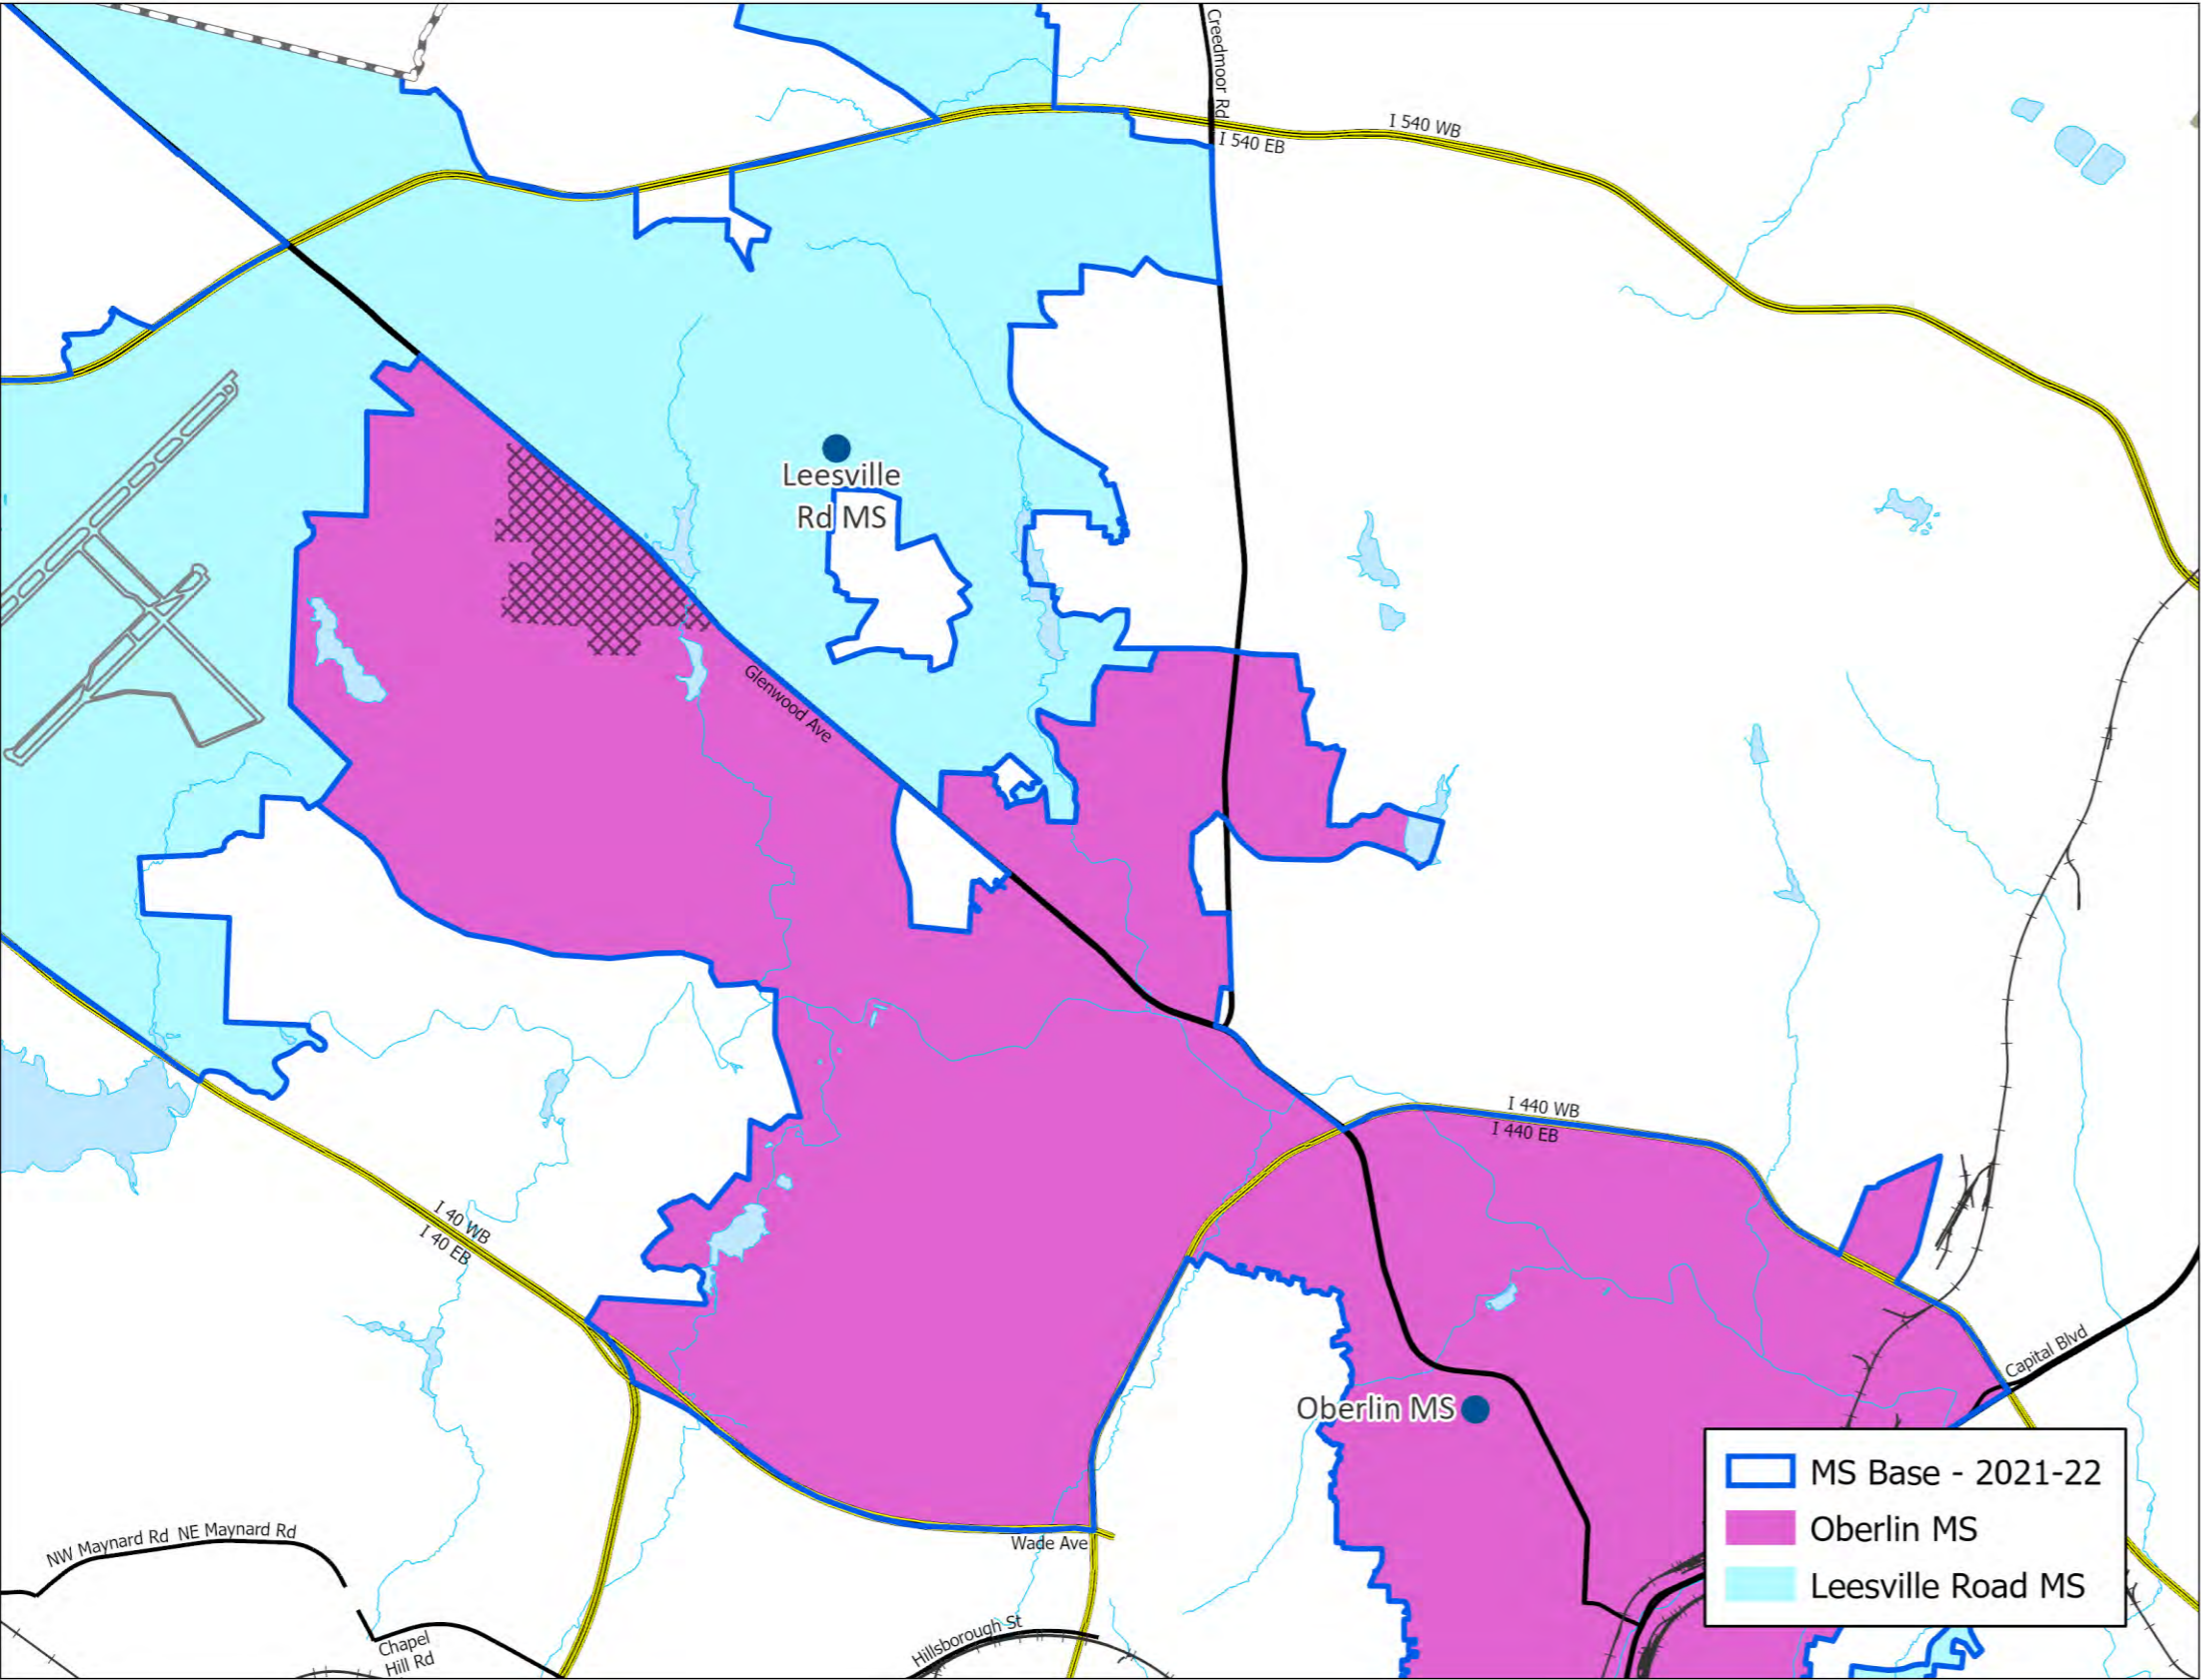 Creedmoor Rd
I 540 WB
I 540 EB
Leesville
Rd MS
Glenwood Ave
I 440 WB
I 440 EB
I 40 WB
I 40 EB
Capital Blvd
Oberlin MS
MS Base - 2021-22
Oberlin MS
Leesville Road MS
Wade Ave
NW Maynard Rd NE Maynard Rd
Hillsborough St
Chapel
Hill Rd